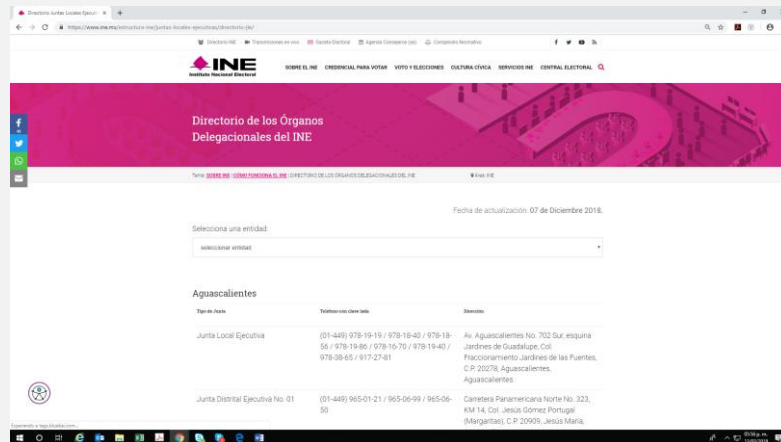 Directorio Juntas Locales Ejecuti
https://www.ine.mx/estructura-ine/juntas-locales-ejecutivas/directorio-jle/
Directorio INE Transmisiones en vivo Gaceta Electoral Agenda Consejeros (as) Compendio Normativo
INE
Instituto Nacional Electoral
SOBRE EL INE CREDENCIAL PARA VOTAR VOTO Y ELECCIONES CULTURA CÍVICA SERVICIOS INE CENTRAL ELECTORAL
Directorio de los Órganos
Delegacionales del INE
Tema: SOBRE INE | CÓMO FUNCIONA EL INE | DIRECTORIO DE LOS ÓRGANOS DELEGACIONALES DEL INE Área: INE
Fecha de actualización: 07 de Diciembre 2018.
Selecciona una entidad:
seleccionar entidad
Aguascalientes
Tipo de Junta Teléfono con clave lada Dirección
Junta Local Ejecutiva (01-449) 978-19-19 / 978-18-40 / 978-18- Av. Aguascalientes No. 702 Sur, esquina
56 / 978-19-86 / 978-16-70 / 978-19-40 / Jardines de Guadalupe, Col.
978-38-65 / 917-27-81 Fraccionamiento Jardines de las Fuentes,
C.P. 20278, Aguascalientes,
Aguascalientes.
Junta Distrital Ejecutiva No. 01 (01-449) 965-01-21 / 965-06-99 / 965-06- Carretera Panamericana Norte No. 323,
50 KM 14, Col. Jesús Gómez Portugal
(Margaritas), C.P. 20909, Jesús María,